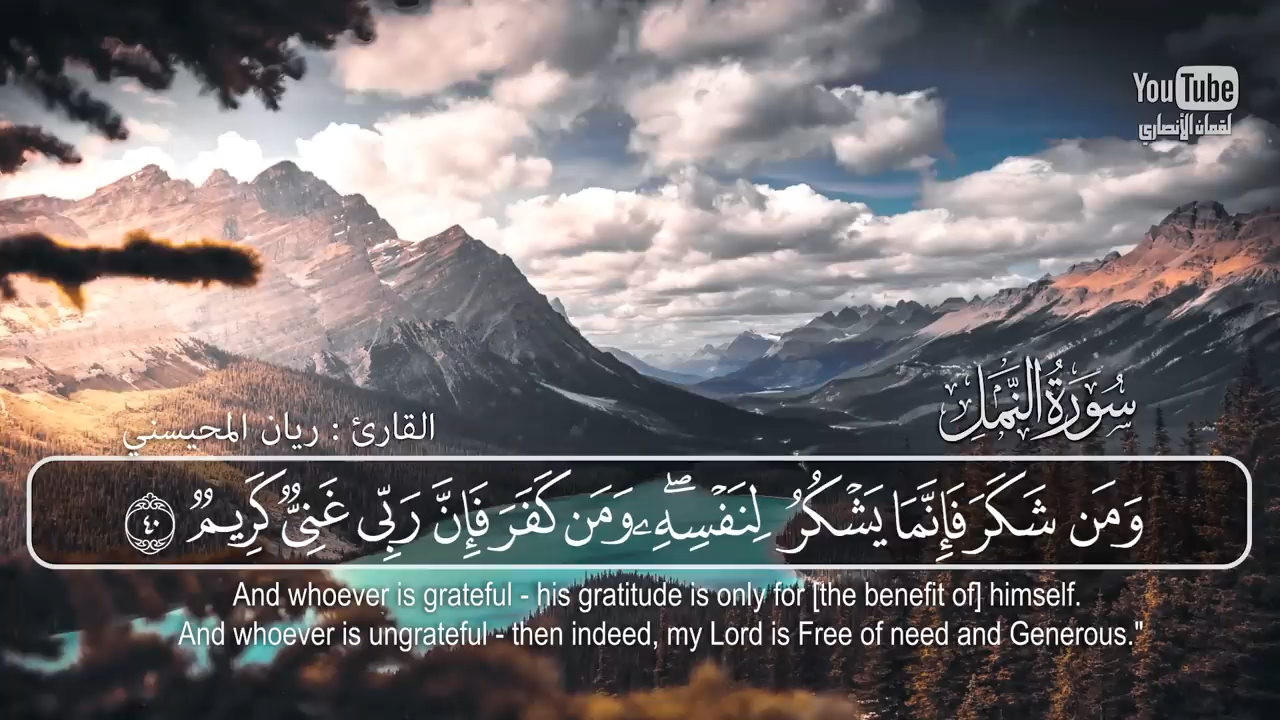 YouTube
لقمان الأنصاري
سُورَةُ النَّمْلِ
القارئ : ريان المحيسني
وَمَن شَكَرَ فَإِنَّمَا يَشْكُرُ لِنَفْسِهِۦ ۖ وَمَن كَفَرَ فَإِنَّ رَبِّى غَنِىٌّ كَرِيمٌ ٤٠
And whoever is grateful - his gratitude is only for [the benefit of] himself.
And whoever is ungrateful - then indeed, my Lord is Free of need and Generous."